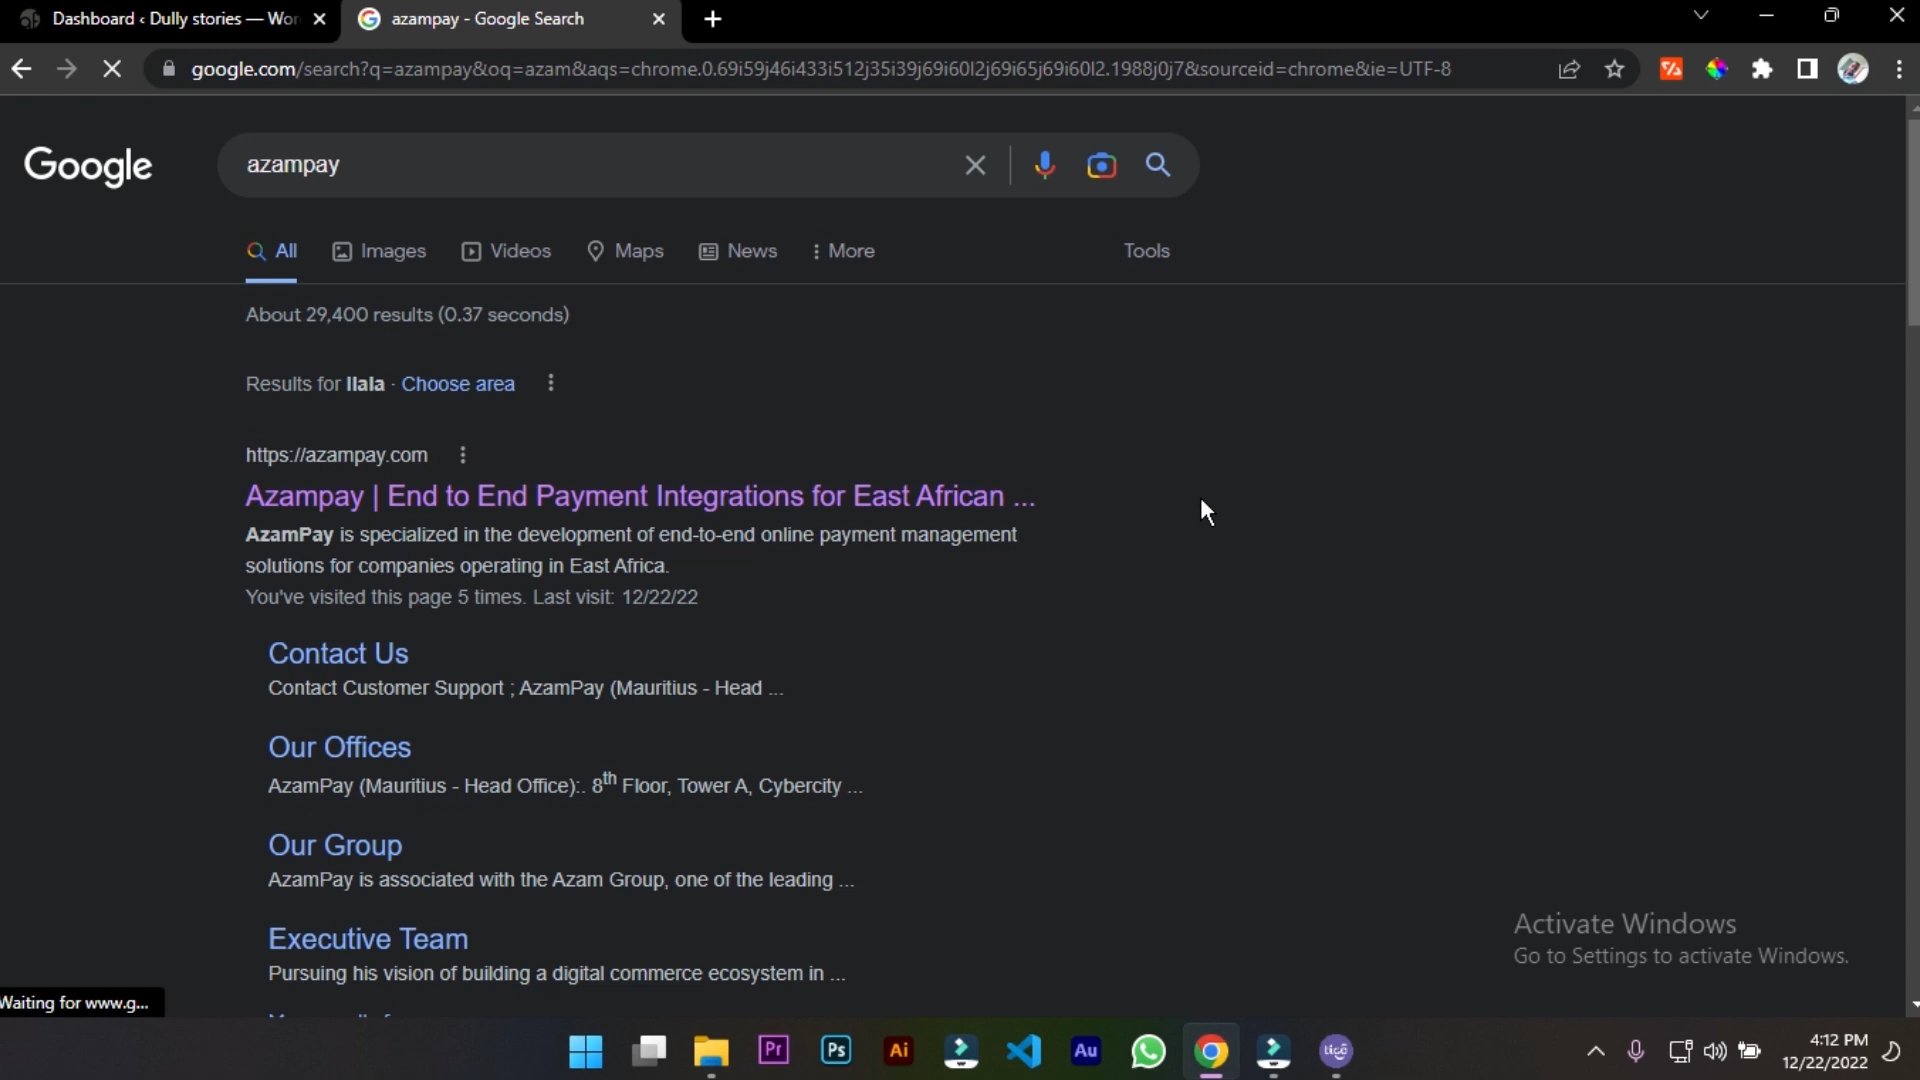 Dashboard ‹ Dully stories — Wor
azampay - Google Search
google.com/search?q=azampay&oq=azam&aqs=chrome.0.69i59j46i433i512j35i39j69i60l2j69i65j69i60l2.1988j0j7&sourceid=chrome&ie=UTF-8
Google
azampay
All
Images
Videos
Maps
News
More
Tools
About 29,400 results (0.37 seconds)
Results for Ilala · Choose area
https://azampay.com
Azampay | End to End Payment Integrations for East African ...
AzamPay is specialized in the development of end-to-end online payment management
solutions for companies operating in East Africa.
You've visited this page 5 times. Last visit: 12/22/22
Contact Us
Contact Customer Support ; AzamPay (Mauritius - Head ...
Our Offices
AzamPay (Mauritius - Head Office):. 8th Floor, Tower A, Cybercity ...
Our Group
AzamPay is associated with the Azam Group, one of the leading ...
Executive Team
Pursuing his vision of building a digital commerce ecosystem in ...
Activate Windows
Go to Settings to activate Windows.
Waiting for www.g...
Pr
Ps
Ai
Au
tigo
4:12 PM
12/22/2022